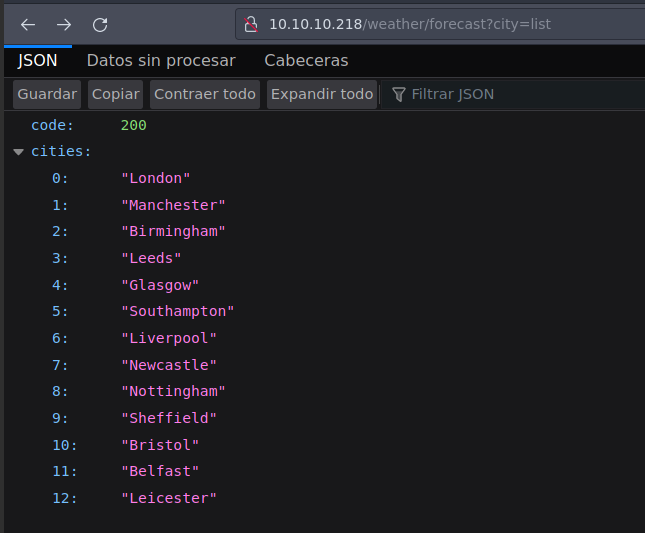 10.10.10.218/weather/forecast?city=list
JSON Datos sin procesar Cabeceras
Guardar Copiar Contraer todo Expandir todo Filtrar JSON
code: 200
cities:
0: "London"
1: "Manchester"
2: "Birmingham"
3: "Leeds"
4: "Glasgow"
5: "Southampton"
6: "Liverpool"
7: "Newcastle"
8: "Nottingham"
9: "Sheffield"
10: "Bristol"
11: "Belfast"
12: "Leicester"